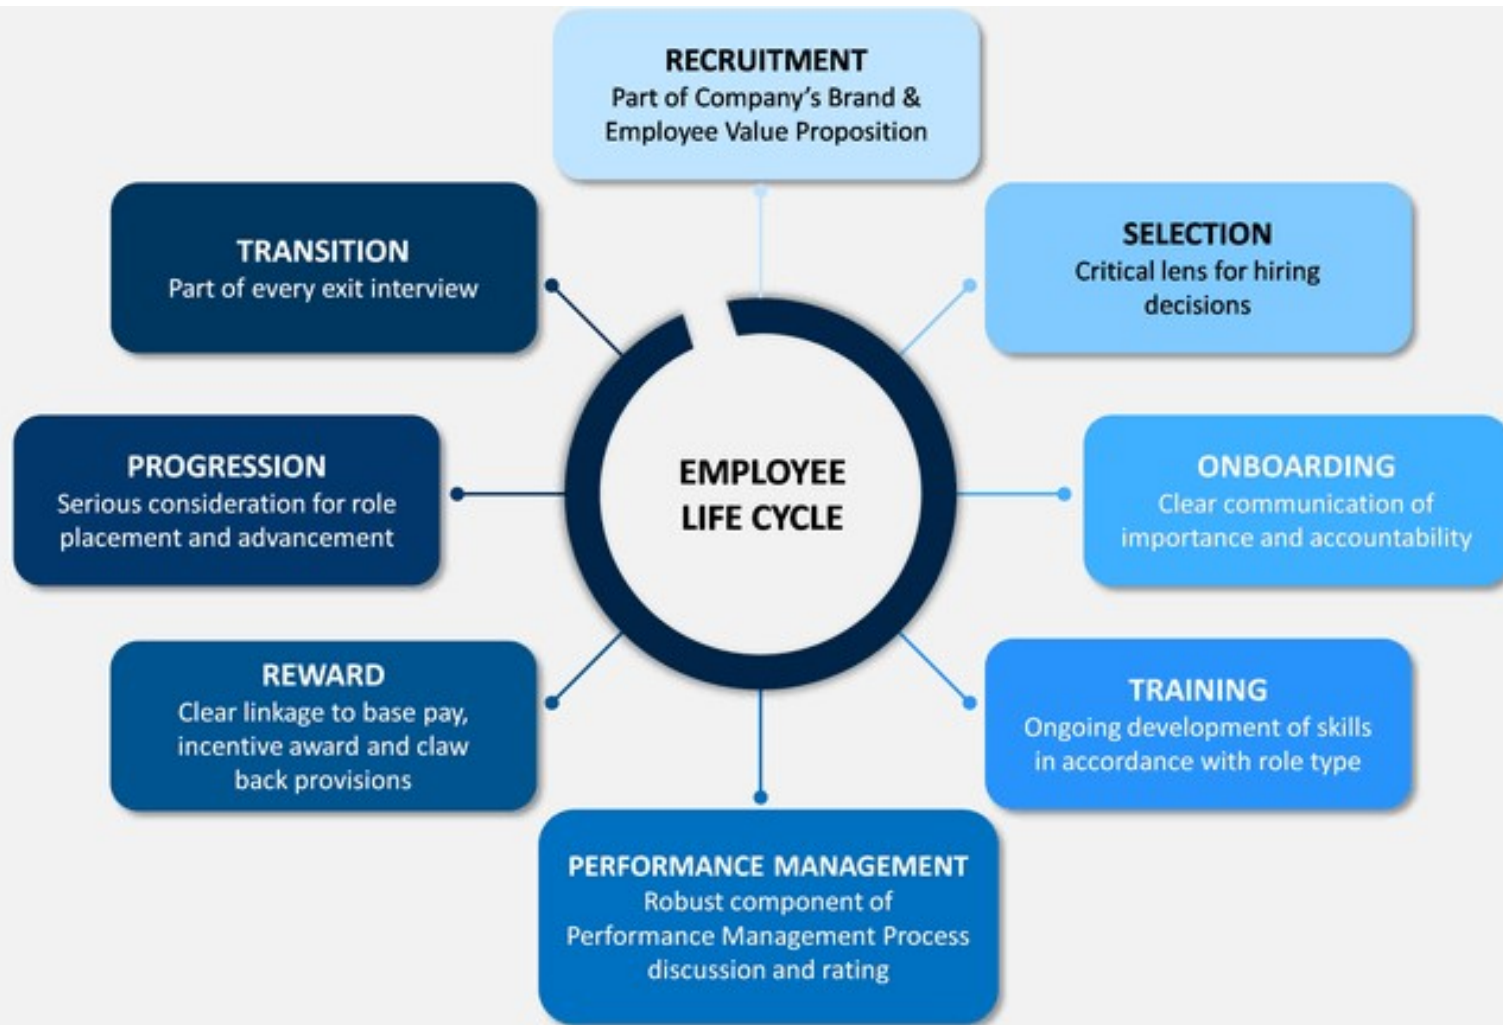 RECRUITMENT
Part of Company's Brand &
Employee Value Proposition
SELECTION
Critical lens for hiring
decisions
ONBOARDING
Clear communication of
importance and accountability
TRAINING
Ongoing development of skills
in accordance with role type
PERFORMANCE MANAGEMENT
Robust component of
Performance Management Process
discussion and rating
REWARD
Clear linkage to base pay,
incentive award and claw
back provisions
PROGRESSION
Serious consideration for role
placement and advancement
TRANSITION
Part of every exit interview
EMPLOYEE
LIFE CYCLE